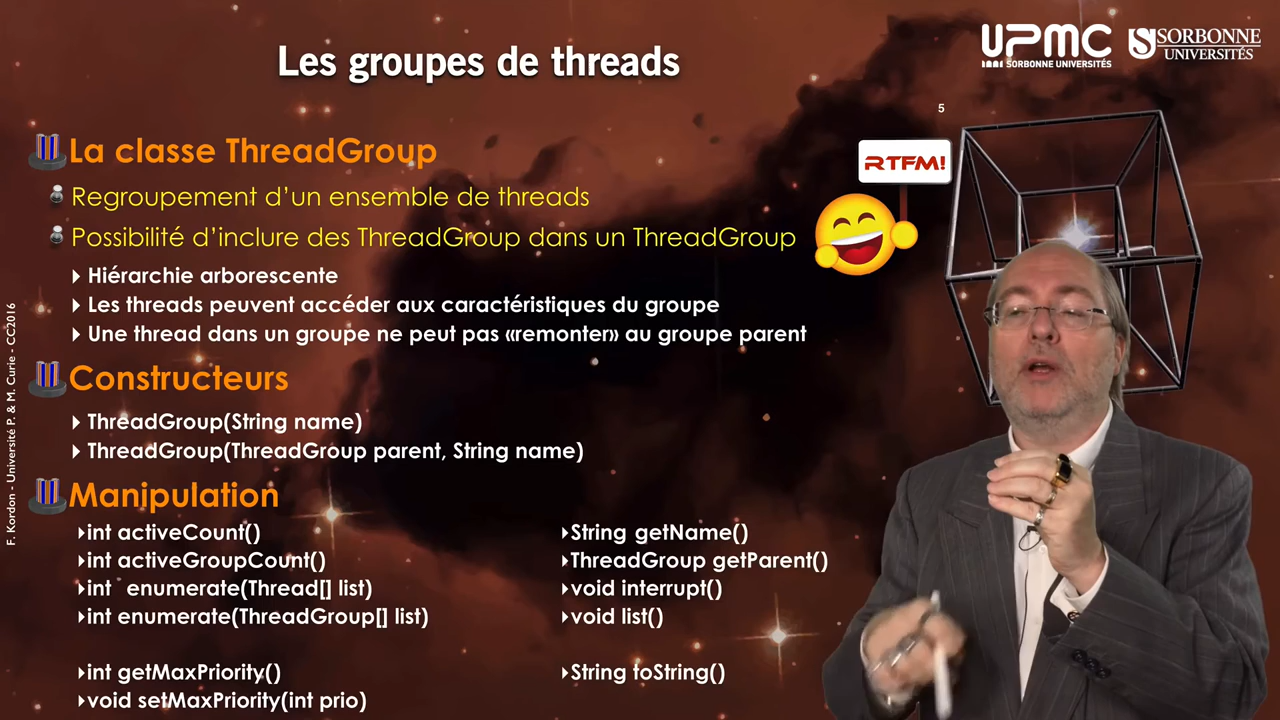 Les groupes de threads
UPMC
SORBONNE UNIVERSITÉS
SORBONNE
UNIVERSITÉS
5
RTFM!
La classe ThreadGroup
Regroupement d’un ensemble de threads
Possibilité d’inclure des ThreadGroup dans un ThreadGroup
Hiérarchie arborescente
Les threads peuvent accéder aux caractéristiques du groupe
Une thread dans un groupe ne peut pas «remonter» au groupe parent
Constructeurs
ThreadGroup(String name)
ThreadGroup(ThreadGroup parent, String name)
Manipulation
int activeCount()
int activeGroupCount()
int enumerate(Thread[] list)
int enumerate(ThreadGroup[] list)
int getMaxPriority()
void setMaxPriority(int prio)
String getName()
ThreadGroup getParent()
void interrupt()
void list()
String toString()
F. Kordon - Université P. & M. Curie - CC2016